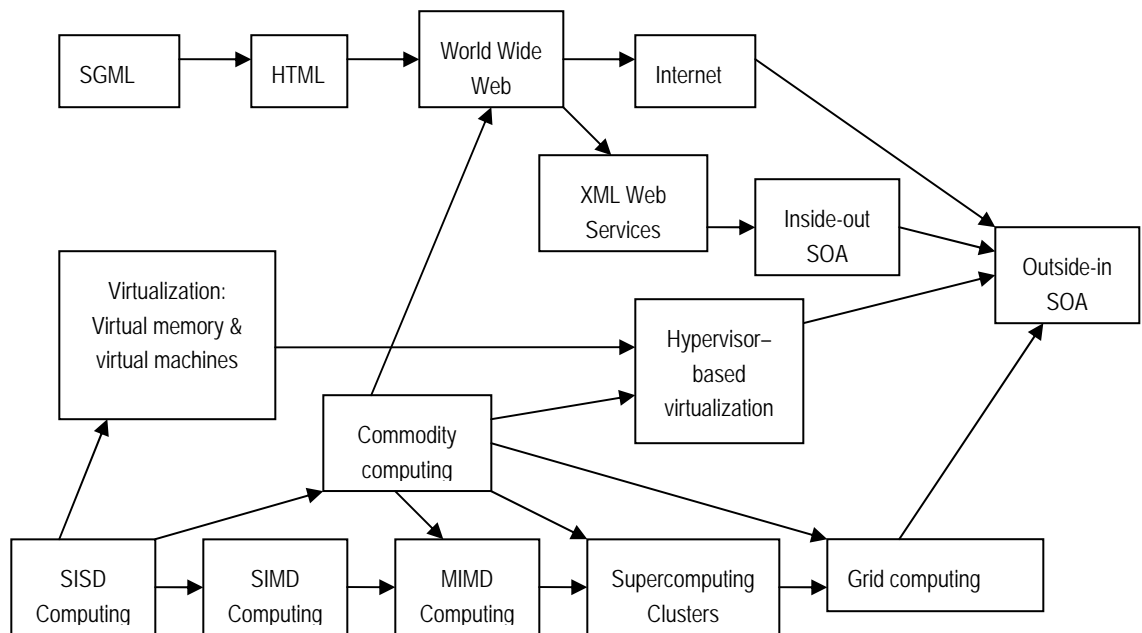 SGML
HTML
World Wide
Web
Internet
XML Web
Services
Inside-out
SOA
Outside-in
SOA
Virtualization:
Virtual memory &
virtual machines
Hypervisor–
based
virtualization
Commodity
computing
SISD
Computing
SIMD
Computing
MIMD
Computing
Supercomputing
Clusters
Grid computing